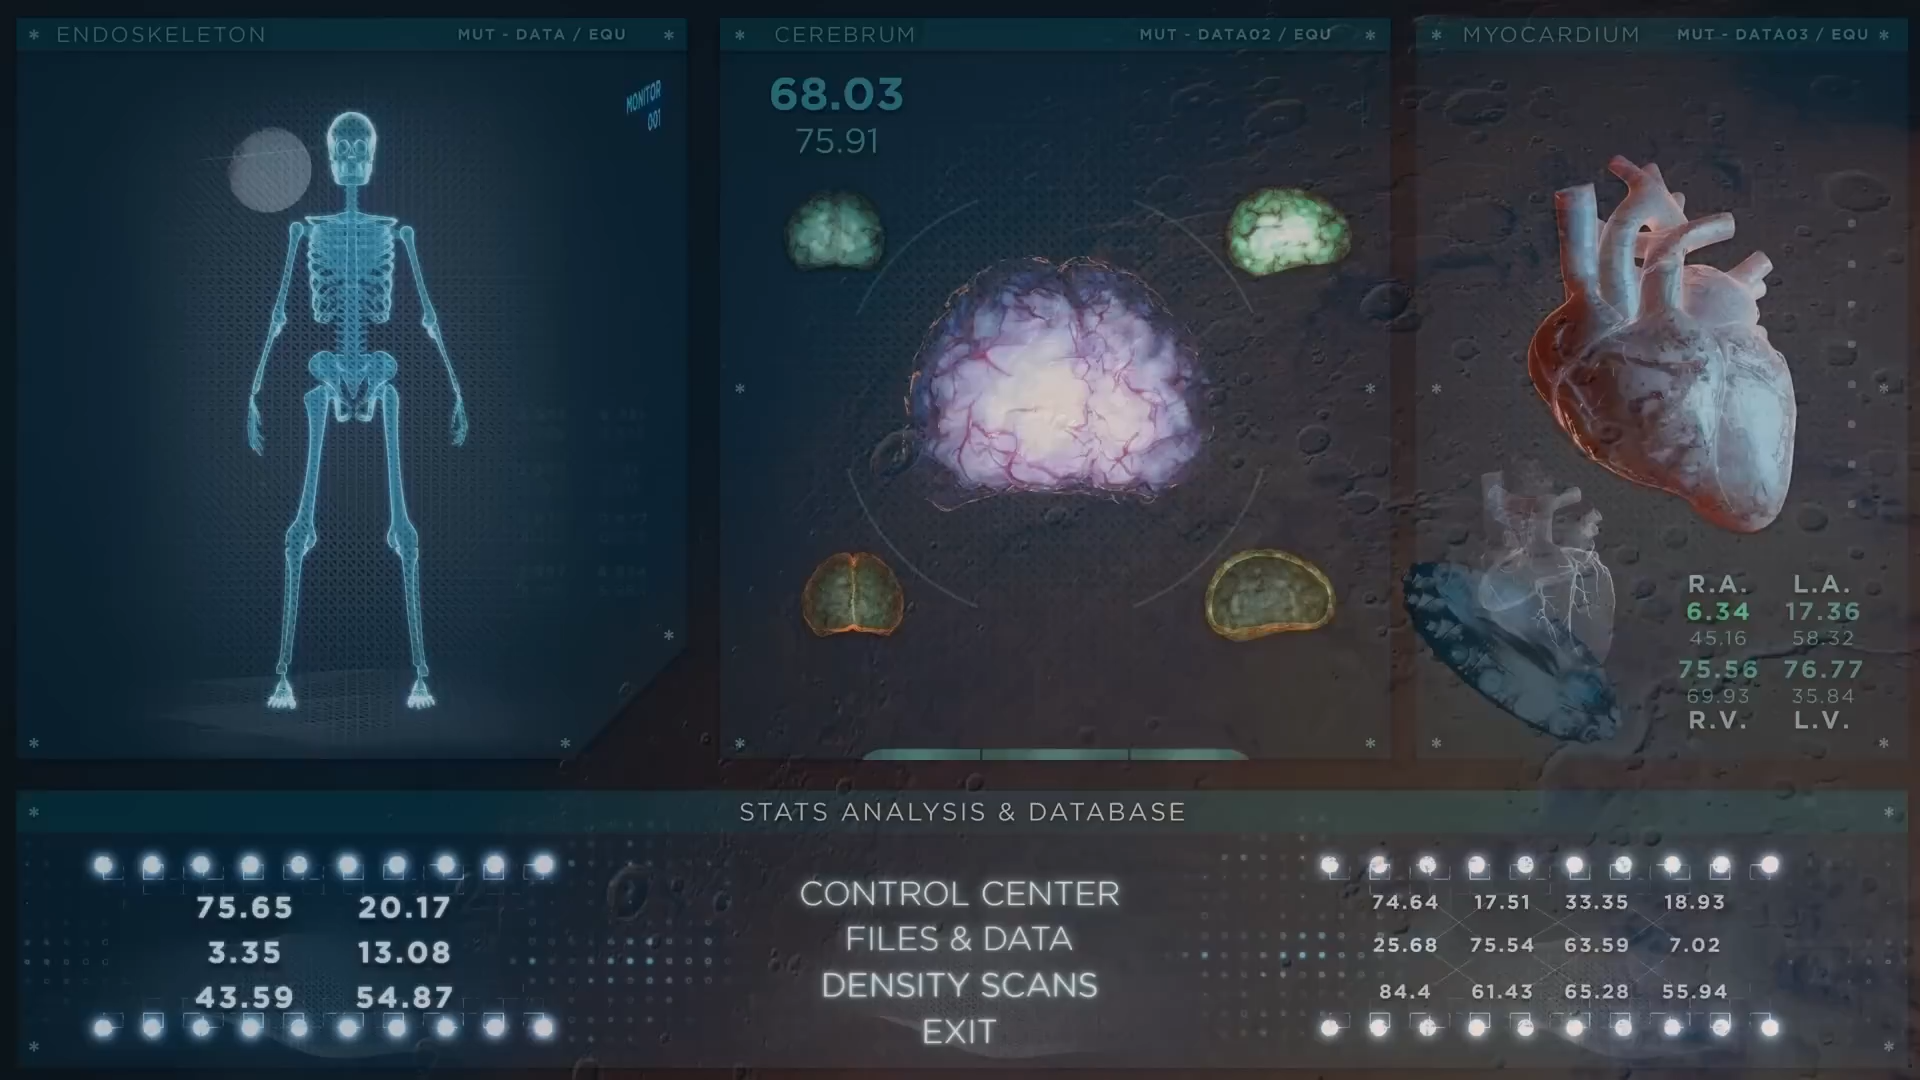 * ENDOSKELETON MUT - DATA / EQU *
MONITOR
001
* CEREBRUM MUT - DATA02 / EQU *
68.03
75.91
* MYOCARDIUM MUT - DATA03 / EQU *
R.A. L.A.
6.34 17.36
45.16 58.32
75.56 76.77
69.93 35.84
R.V. L.V.
STATS ANALYSIS & DATABASE
75.65 20.17
3.35 13.08
43.59 54.87
CONTROL CENTER
FILES & DATA
DENSITY SCANS
EXIT
74.64 17.51 33.35 18.93
25.68 75.54 63.59 7.02
84.4 61.43 65.28 55.94